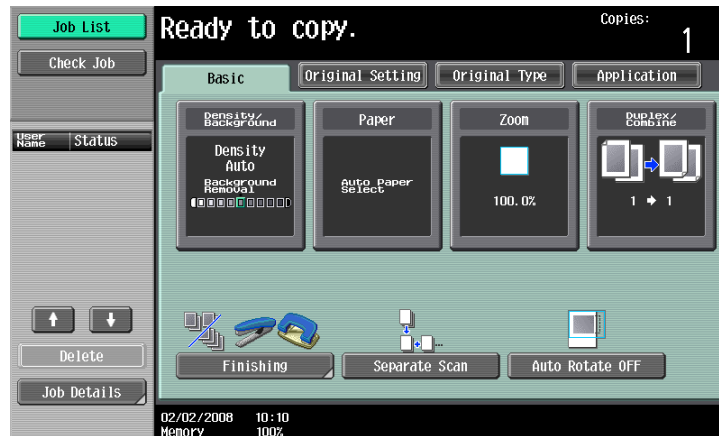 Job List
Ready to copy.
Copies:
1
Check Job
Basic
Original Setting
Original Type
Application
User Name
Status
Density/
Background
Paper
Zoom
Duplex/
Combine
Density
Auto
Background
Removal
Auto Paper
Select
100.0%
1 → 1
Delete
Job Details
Finishing
Separate Scan
Auto Rotate OFF
02/02/2008 10:10
Memory 100%